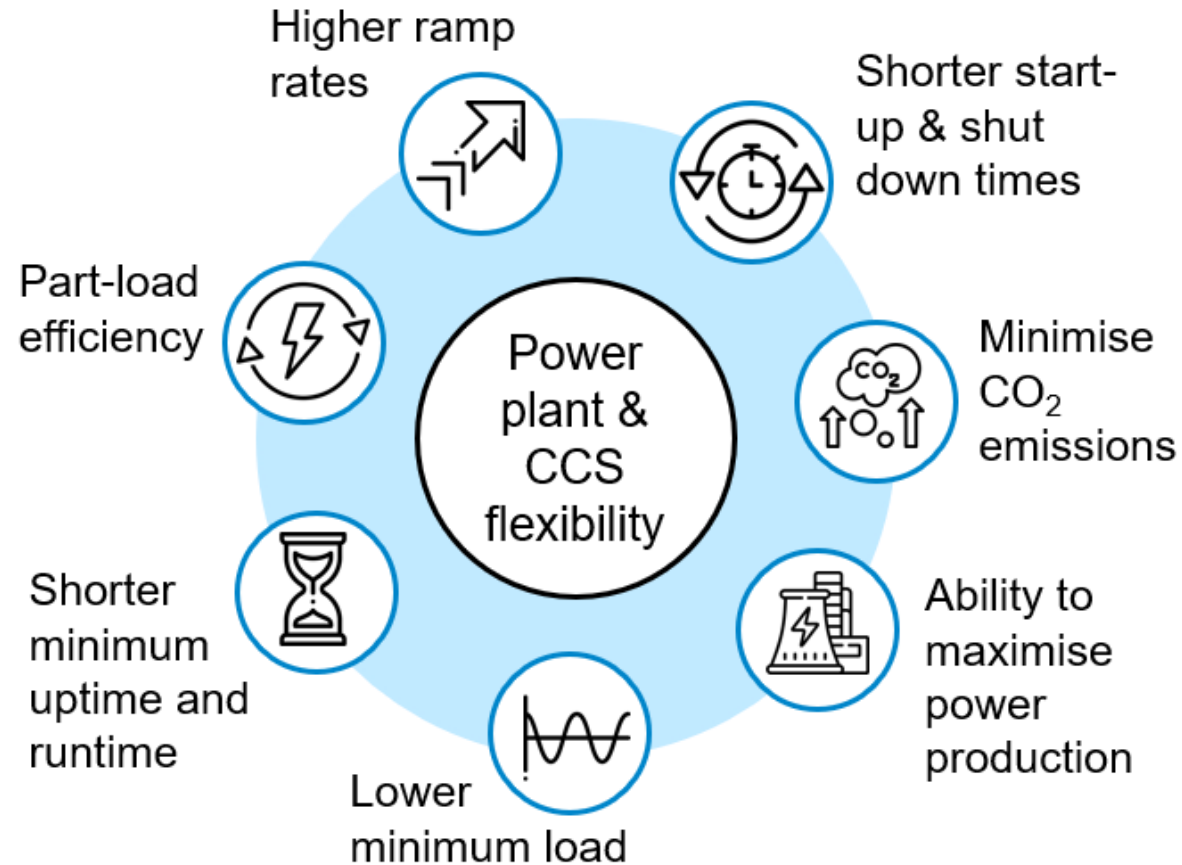 Higher ramp
rates
Shorter start-
up & shut
down times
Part-load
efficiency
Minimise
CO₂
emissions
CO₂
Power
plant &
CCS
flexibility
Shorter
minimum
uptime and
runtime
Ability to
maximise
power
production
Lower
minimum load